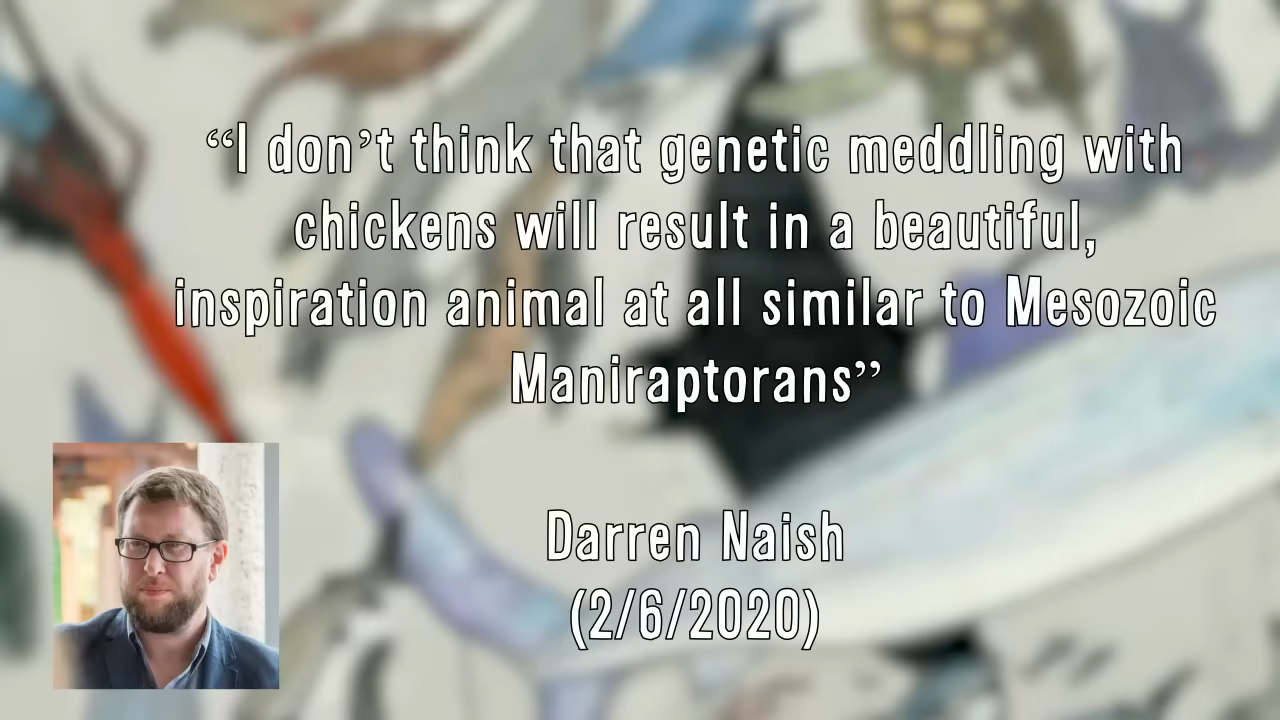 “I don’t think that genetic meddling with
chickens will result in a beautiful,
inspiration animal at all similar to Mesozoic
Maniraptorans”
Darren Naish
(2/6/2020)